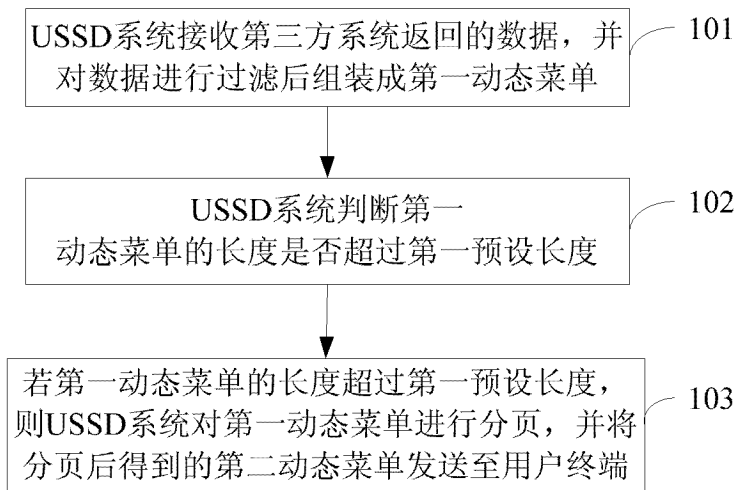 USSD系统接收第三方系统返回的数据，并
对数据进行过滤后组装成第一动态菜单
101
USSD系统判断第一
动态菜单的长度是否超过第一预设长度
102
若第一动态菜单的长度超过第一预设长度，
则USSD系统对第一动态菜单进行分页，并将
分页后得到的第二动态菜单发送至用户终端
103